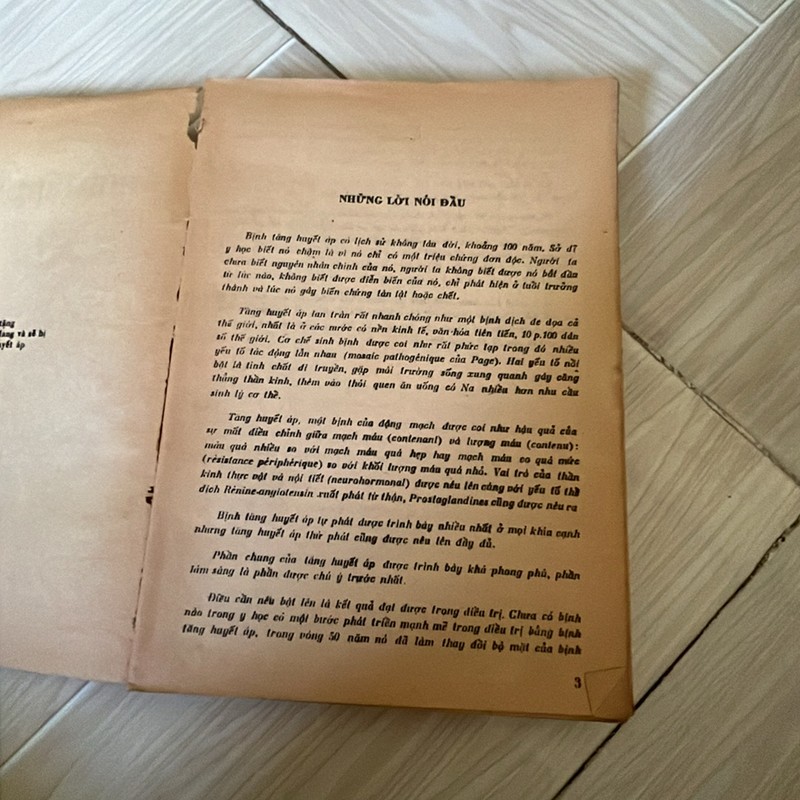 tặng
đang và sẽ bị
uyết áp
NHỮNG LỜI NÓI ĐẦU
Bịnh tăng huyết áp có lịch sử không lâu đời, khoảng 100 năm. Sở dĩ
y học biết nó chậm là vì nó chỉ có một triệu chứng đơn độc. Người ta
chưa biết nguyên nhân chính của nó, người ta không biết được nó bắt đầu
từ lúc nào, không biết được diễn biến của nó, chỉ phát hiện ở tuổi trưởng
thành và lúc nó gây biến chứng tàn tật hoặc chết.
Tăng huyết áp lan tràn rất nhanh chóng như một bịnh dịch đe dọa cả
thế giới, nhất là ở các nước có nền kinh tế, văn-hóa tiên tiến, 10 p.100 dân
số thế giới. Cơ chế sinh bịnh được coi như rất phức tạp trong đó nhiều
yếu tố tác động lẫn nhau (mosaic pathogénique của Page). Hai yếu tố nổi
bật là tính chất di truyền, gặp môi trường sống xung quanh gây căng
thẳng thần kinh, thêm vào thói quen ăn uống có Na nhiều hơn nhu cầu
sinh lý cơ thể.
Tăng huyết áp, một bịnh của động mạch được coi như hậu quả của
sự mất điều chỉnh giữa mạch máu (contenant) và lượng máu (contenu):
máu quá nhiều so với mạch máu quá hẹp hay mạch máu co quá mức
(résistance périphérique) so với khối lượng máu quá nhỏ. Vai trò của thần
kinh thực vật và nội tiết (neurohormonal) được nêu lên cùng với yếu tố thể
dịch Rénine-angiotensin xuất phát từ thận, Prostaglandines cũng được nêu ra
Bịnh tăng huyết áp tự phát được trình bày nhiều nhất ở mọi khía cạnh
nhưng tăng huyết áp thứ phát cũng được nêu lên đầy đủ.
Phần chung của tăng huyết áp được trình bày khá phong phú, phần
lâm sàng là phần được chú ý trước nhất.
Điều cần nêu bật lên là kết quả đạt được trong điều trị. Chưa có bịnh
nào trong y học có một bước phát triển mạnh mẽ trong điều trị bằng bịnh
tăng huyết áp, trong vòng 50 năm nó đã làm thay đổi bộ mặt của bịnh
3